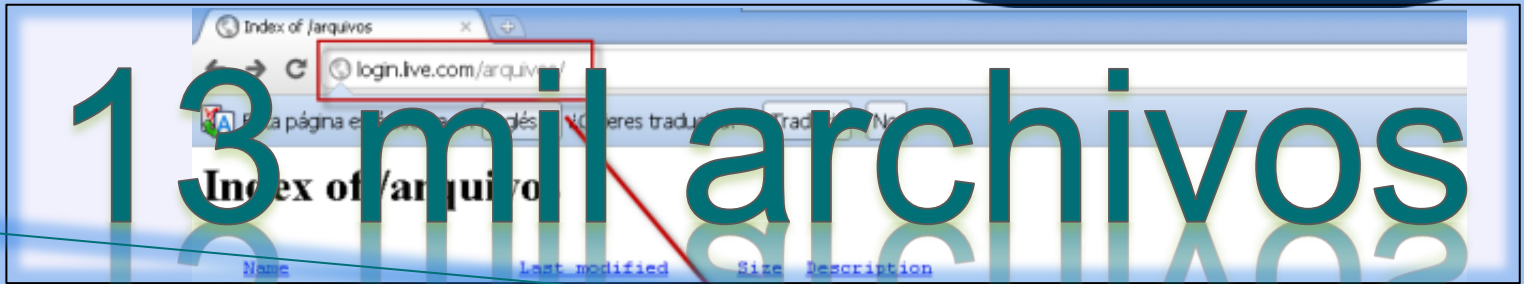 Index of /arquivos
login.live.com/arquivos/
13 mil archivos
Index of /arquivos
Name Last modified Size Description